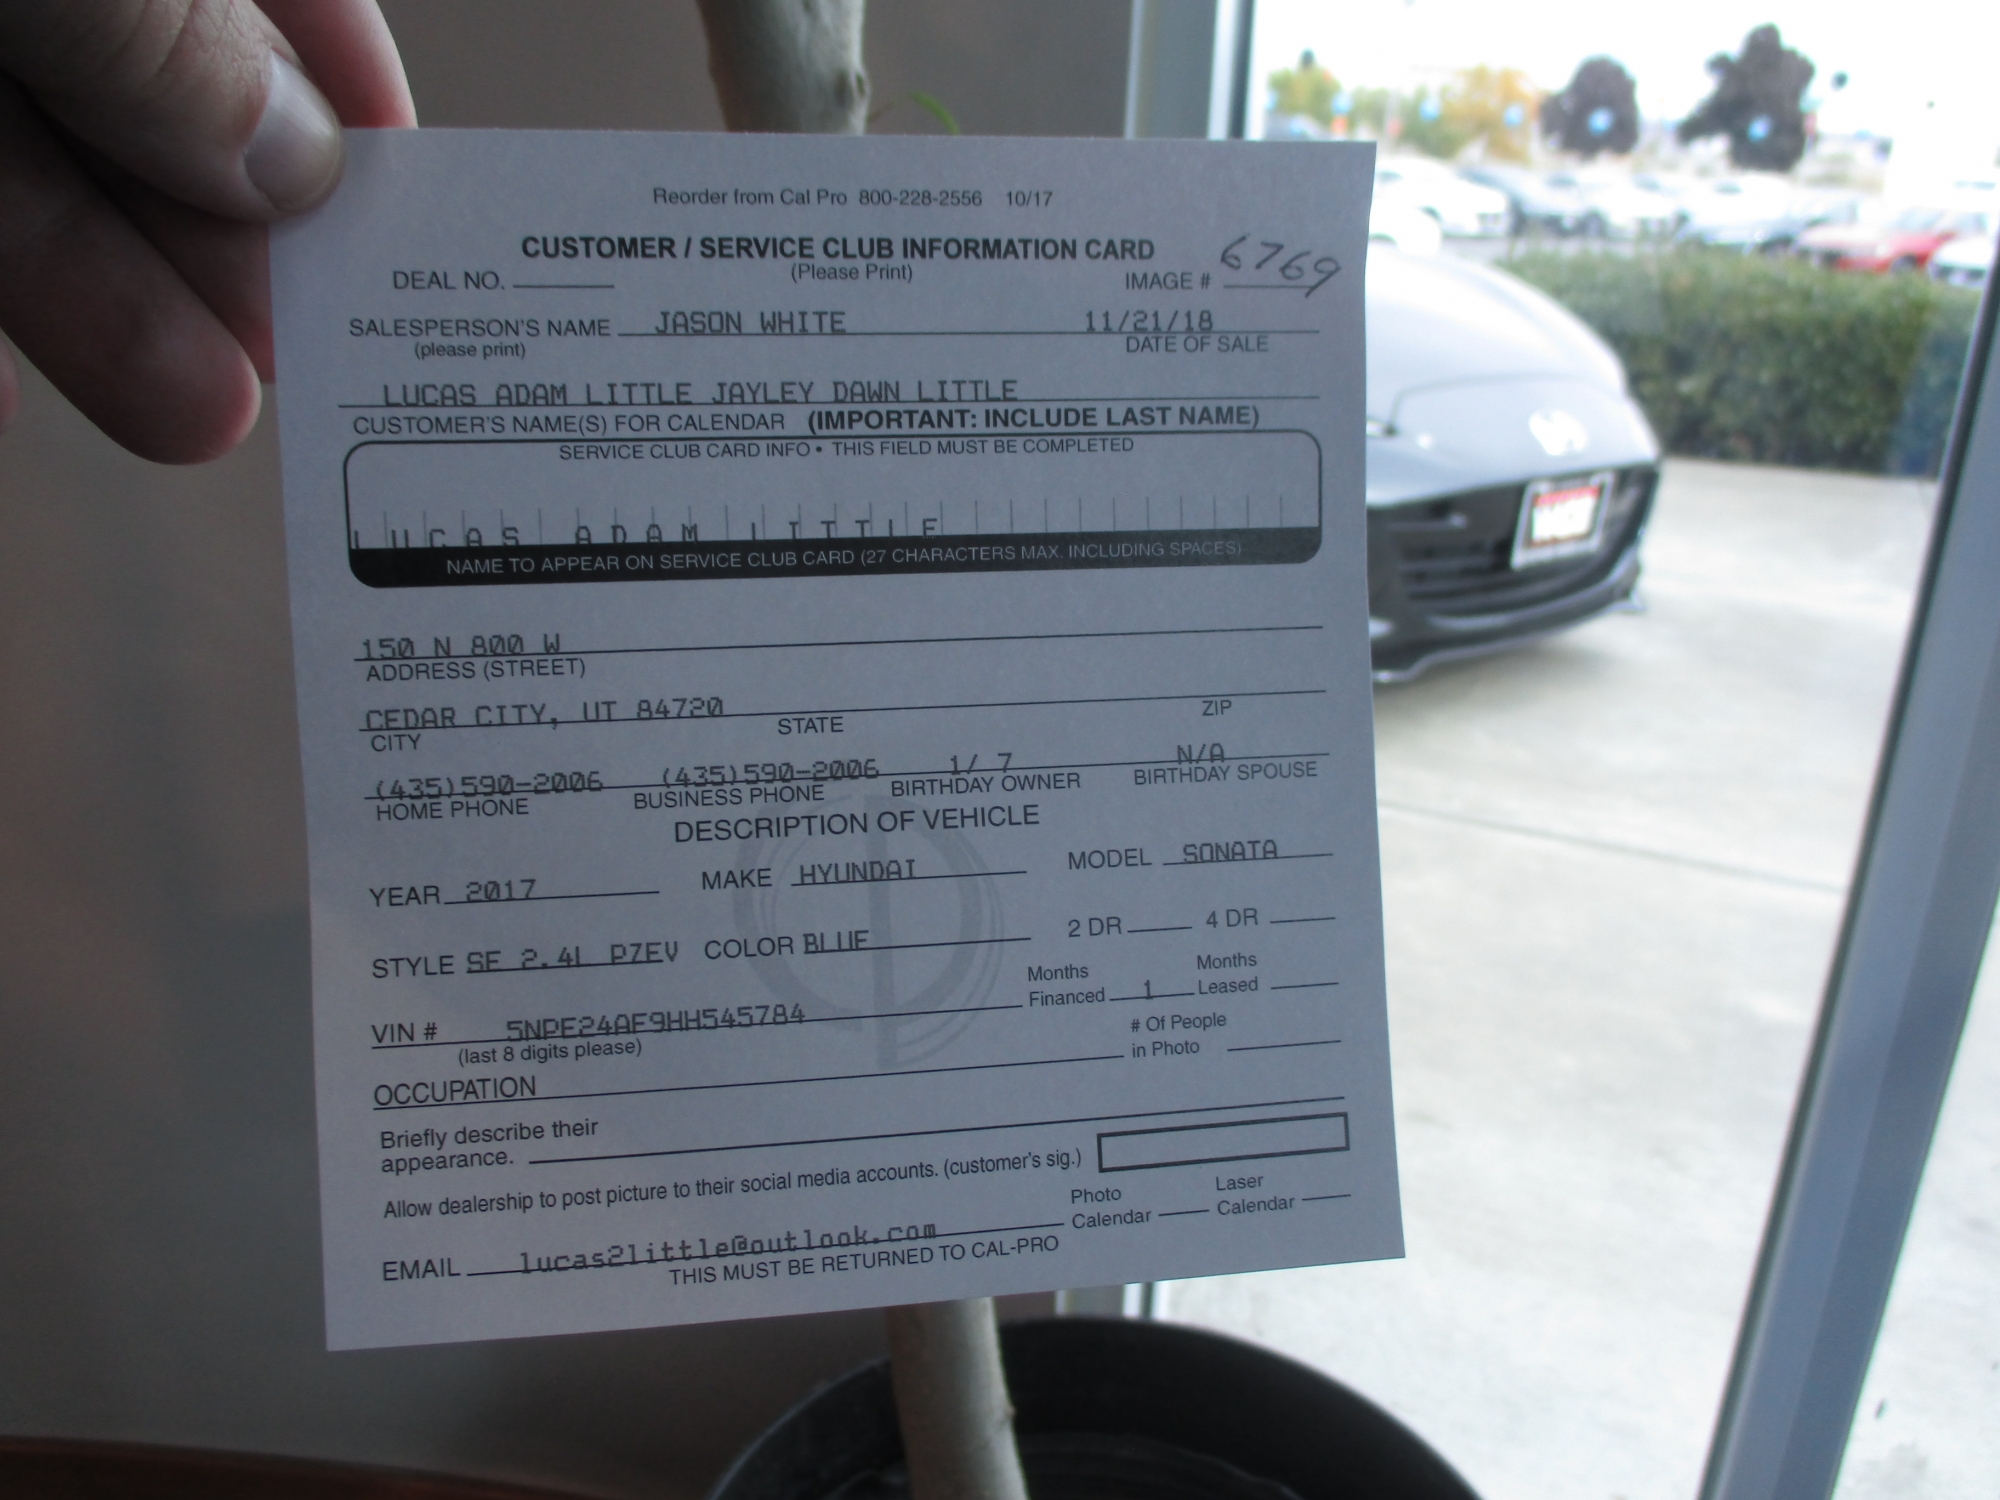 Reorder from Cal Pro 800-228-2556 10/17
CUSTOMER / SERVICE CLUB INFORMATION CARD
(Please Print)
DEAL NO. IMAGE # 6769
SALESPERSON'S NAME JASON WHITE 11/21/18
(please print) DATE OF SALE
LUCAS ADAM LITTLE JAYLEY DAWN LITTLE
CUSTOMER'S NAME(S) FOR CALENDAR (IMPORTANT: INCLUDE LAST NAME)
SERVICE CLUB CARD INFO • THIS FIELD MUST BE COMPLETED
LUCAS ADAM LITTLE
NAME TO APPEAR ON SERVICE CLUB CARD (27 CHARACTERS MAX. INCLUDING SPACES)
150 N 800 W
ADDRESS (STREET)
CEDAR CITY, UT 84720
CITY STATE ZIP
(435)590-2006 (435)590-2006 1/ 7 N/A
HOME PHONE BUSINESS PHONE BIRTHDAY OWNER BIRTHDAY SPOUSE
DESCRIPTION OF VEHICLE
YEAR 2017 MAKE HYUNDAI MODEL SONATA
STYLE SE 2.4L PZEV COLOR BLUE 2 DR 4 DR
Months Financed 1 Months Leased
VIN # 5NPE24AF9HH545784
(last 8 digits please) # Of People in Photo
OCCUPATION
Briefly describe their
appearance.
Allow dealership to post picture to their social media accounts. (customer's sig.)
Photo Calendar Laser Calendar
EMAIL lucas2little@outlook.com
THIS MUST BE RETURNED TO CAL-PRO